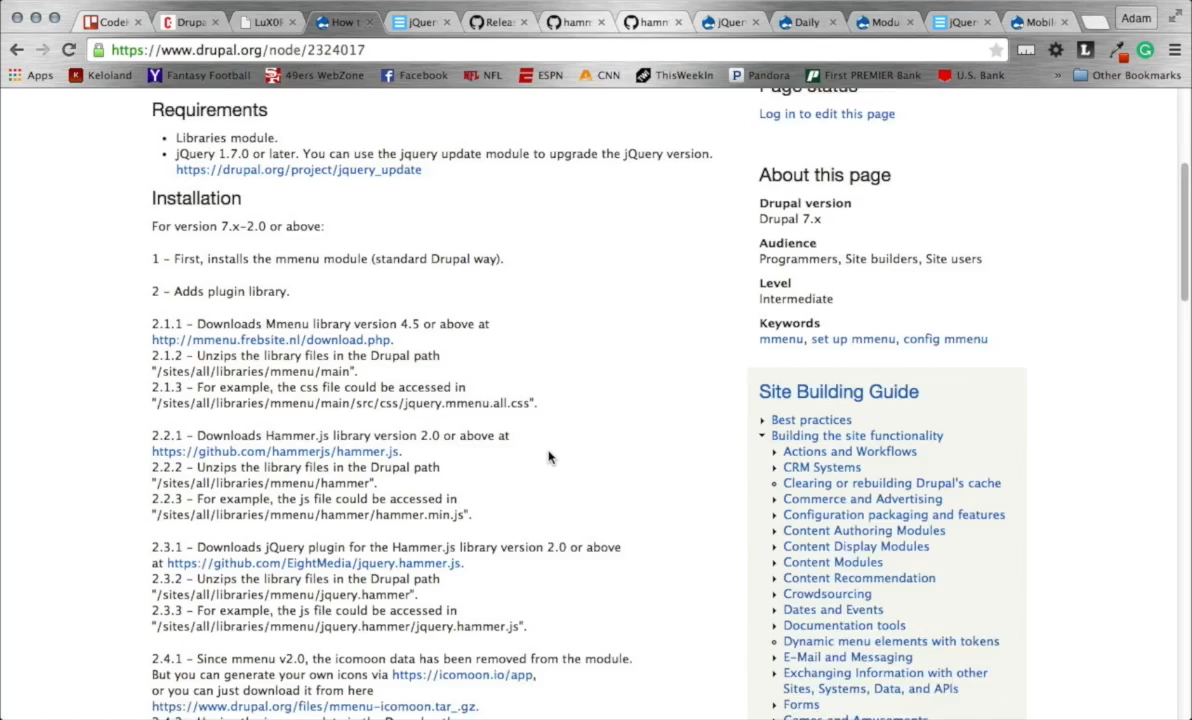 Codel
Drupa
LuX0I
How t
jQuer
Relea
hamm
hamm
jQuer
Daily
Modu
jQuer
Mobil
Adam
https://www.drupal.org/node/2324017
Apps
Keloland
Fantasy Football
49ers WebZone
Facebook
NFL
ESPN
CNN
ThisWeekIn
Pandora
First PREMIER Bank
U.S. Bank
»
Other Bookmarks
Requirements
• Libraries module.
• jQuery 1.7.0 or later. You can use the jquery update module to upgrade the jQuery version.
https://drupal.org/project/jquery_update
Installation
For version 7.x-2.0 or above:
1 – First, installs the mmenu module (standard Drupal way).
2 – Adds plugin library.
2.1.1 – Downloads Mmenu library version 4.5 or above at
http://mmenu.frebsite.nl/download.php.
2.1.2 – Unzips the library files in the Drupal path
"/sites/all/libraries/mmenu/main".
2.1.3 – For example, the css file could be accessed in
"/sites/all/libraries/mmenu/main/src/css/jquery.mmenu.all.css".
2.2.1 – Downloads Hammer.js library version 2.0 or above at
https://github.com/hammerjs/hammer.js.
2.2.2 – Unzips the library files in the Drupal path
"/sites/all/libraries/mmenu/hammer".
2.2.3 – For example, the js file could be accessed in
"/sites/all/libraries/mmenu/hammer/hammer.min.js".
2.3.1 – Downloads jQuery plugin for the Hammer.js library version 2.0 or above
at https://github.com/EightMedia/jquery.hammer.js.
2.3.2 – Unzips the library files in the Drupal path
"/sites/all/libraries/mmenu/jquery.hammer".
2.3.3 – For example, the js file could be accessed in
"/sites/all/libraries/mmenu/jquery.hammer/jquery.hammer.js".
2.4.1 – Since mmenu v2.0, the icomoon data has been removed from the module.
But you can generate your own icons via https://icomoon.io/app,
or you can just download it from here
https://www.drupal.org/files/mmenu-icomoon.tar_.gz.
Page status
Log in to edit this page
About this page
Drupal version
Drupal 7.x
Audience
Programmers, Site builders, Site users
Level
Intermediate
Keywords
mmenu, set up mmenu, config mmenu
Site Building Guide
Best practices
Building the site functionality
Actions and Workflows
CRM Systems
Clearing or rebuilding Drupal's cache
Commerce and Advertising
Configuration packaging and features
Content Authoring Modules
Content Display Modules
Content Modules
Content Recommendation
Crowdsourcing
Dates and Events
Documentation tools
Dynamic menu elements with tokens
E-Mail and Messaging
Exchanging Information with other
Sites, Systems, Data, and APIs
Forms
Games and Amusements